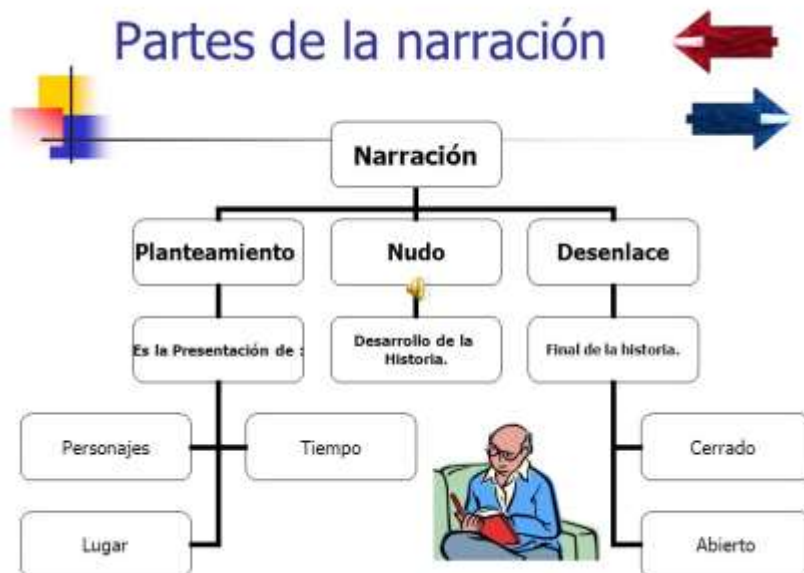 Partes de la narración
Narración
Planteamiento
Nudo
Desenlace
Es la Presentación de :
Desarrollo de la
Historia.
Final de la historia.
Personajes
Tiempo
Cerrado
Lugar
Abierto